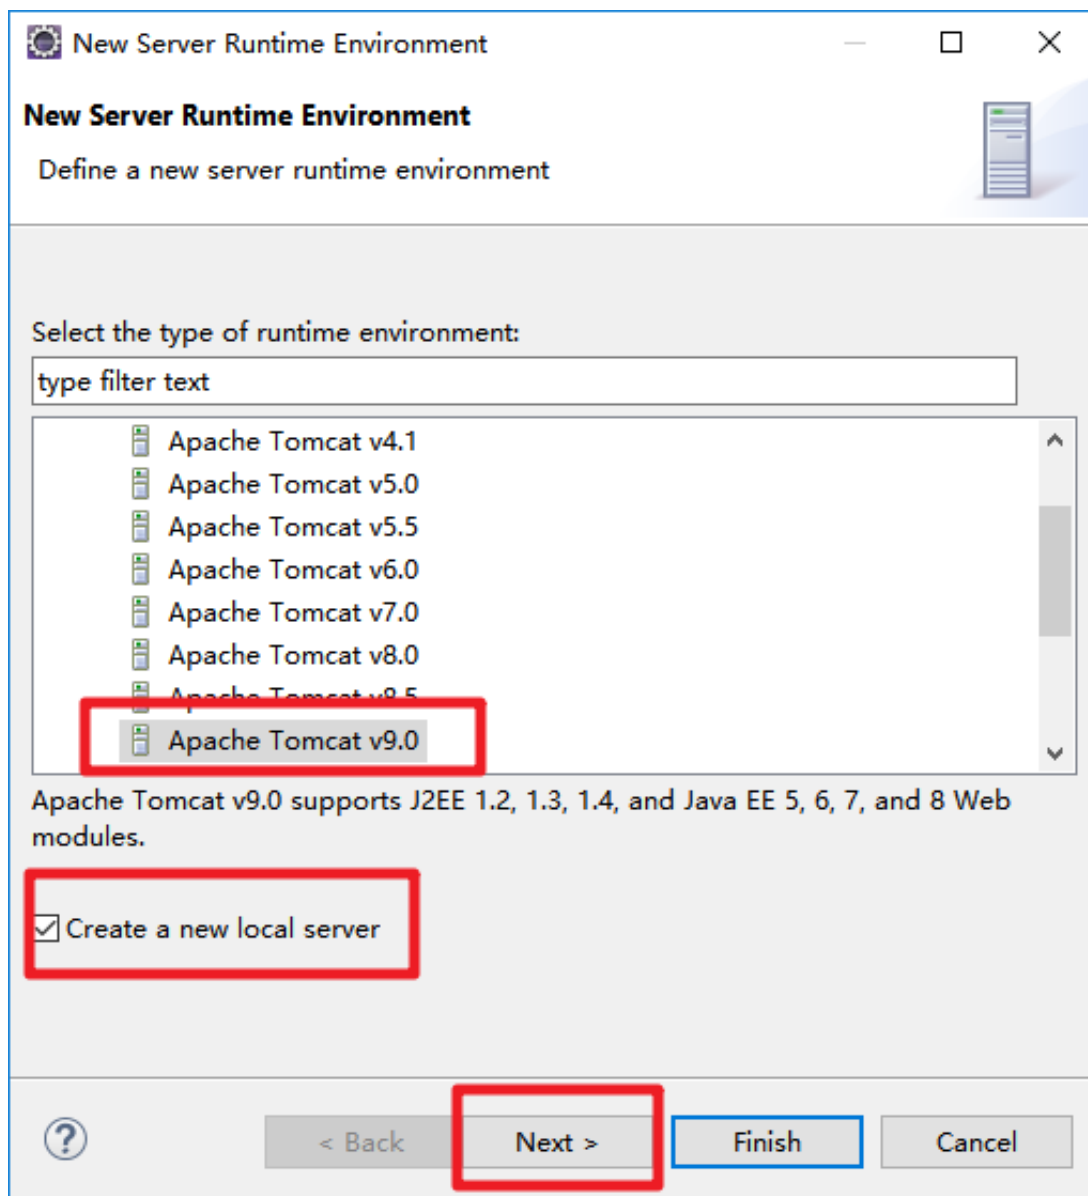 New Server Runtime Environment
New Server Runtime Environment
Define a new server runtime environment
Select the type of runtime environment:
type filter text
Apache Tomcat v4.1
Apache Tomcat v5.0
Apache Tomcat v5.5
Apache Tomcat v6.0
Apache Tomcat v7.0
Apache Tomcat v8.0
Apache Tomcat v8.5
Apache Tomcat v9.0
Apache Tomcat v9.0 supports J2EE 1.2, 1.3, 1.4, and Java EE 5, 6, 7, and 8 Web
modules.
Create a new local server
? < Back Next > Finish Cancel